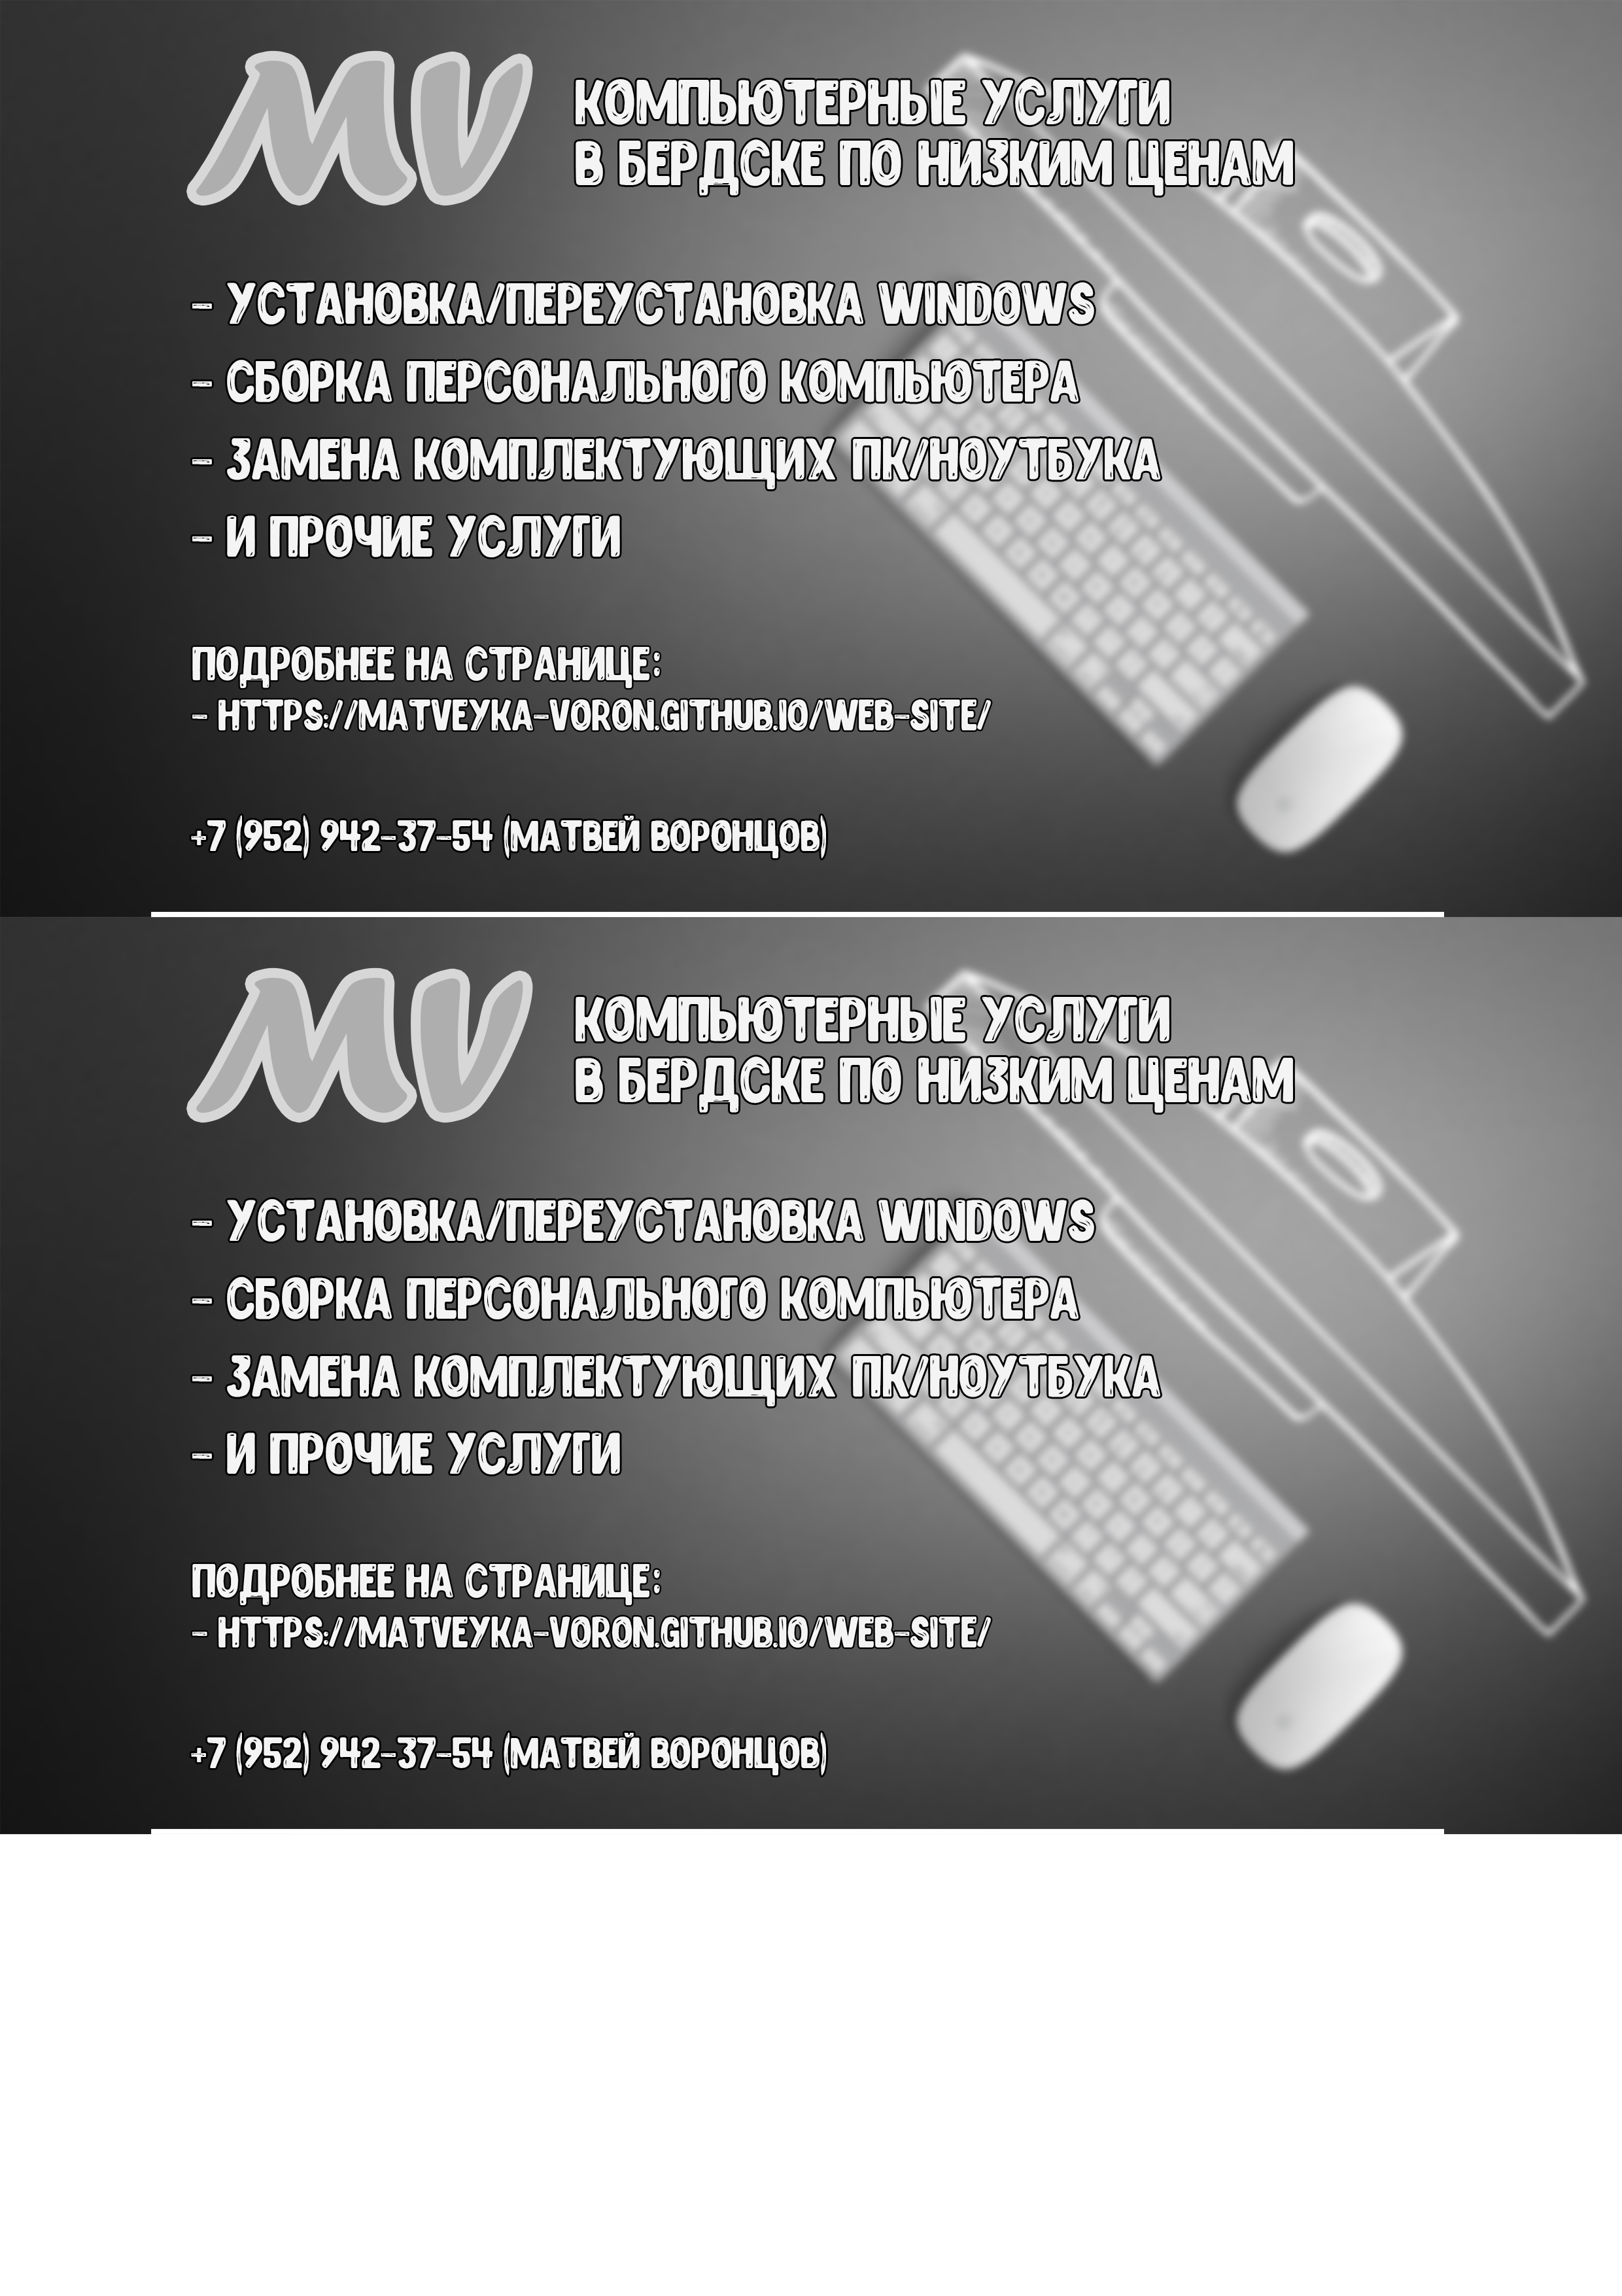 MV
КОМПЬЮТЕРНЫЕ УСЛУГИ
В БЕРДСКЕ ПО НИЗКИМ ЦЕНАМ
- УСТАНОВКА/ПЕРЕУСТАНОВКА WINDOWS
- СБОРКА ПЕРСОНАЛЬНОГО КОМПЬЮТЕРА
- ЗАМЕНА КОМПЛЕКТУЮЩИХ ПК/НОУТБУКА
- И ПРОЧИЕ УСЛУГИ
ПОДРОБНЕЕ НА СТРАНИЦЕ:
- HTTPS://MATVEYKA-VORON.GITHUB.IO/WEB-SITE/
+7 (952) 942-37-54 (МАТВЕЙ ВОРОНЦОВ)
MV
КОМПЬЮТЕРНЫЕ УСЛУГИ
В БЕРДСКЕ ПО НИЗКИМ ЦЕНАМ
- УСТАНОВКА/ПЕРЕУСТАНОВКА WINDOWS
- СБОРКА ПЕРСОНАЛЬНОГО КОМПЬЮТЕРА
- ЗАМЕНА КОМПЛЕКТУЮЩИХ ПК/НОУТБУКА
- И ПРОЧИЕ УСЛУГИ
ПОДРОБНЕЕ НА СТРАНИЦЕ:
- HTTPS://MATVEYKA-VORON.GITHUB.IO/WEB-SITE/
+7 (952) 942-37-54 (МАТВЕЙ ВОРОНЦОВ)